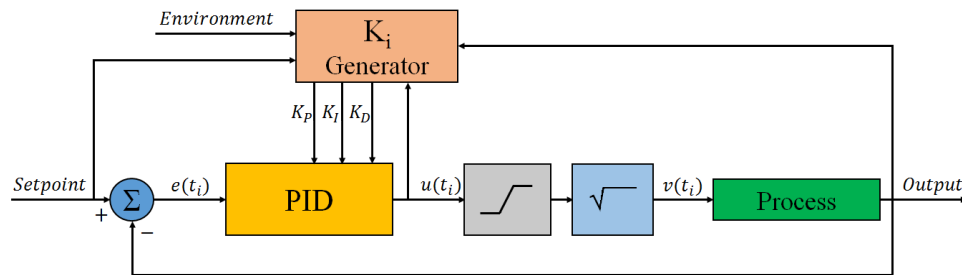 Environment
K_i
Generator
K_P K_I K_D
Setpoint
+
−
Σ
e(t_i)
PID
u(t_i)
√
v(t_i)
Process
Output